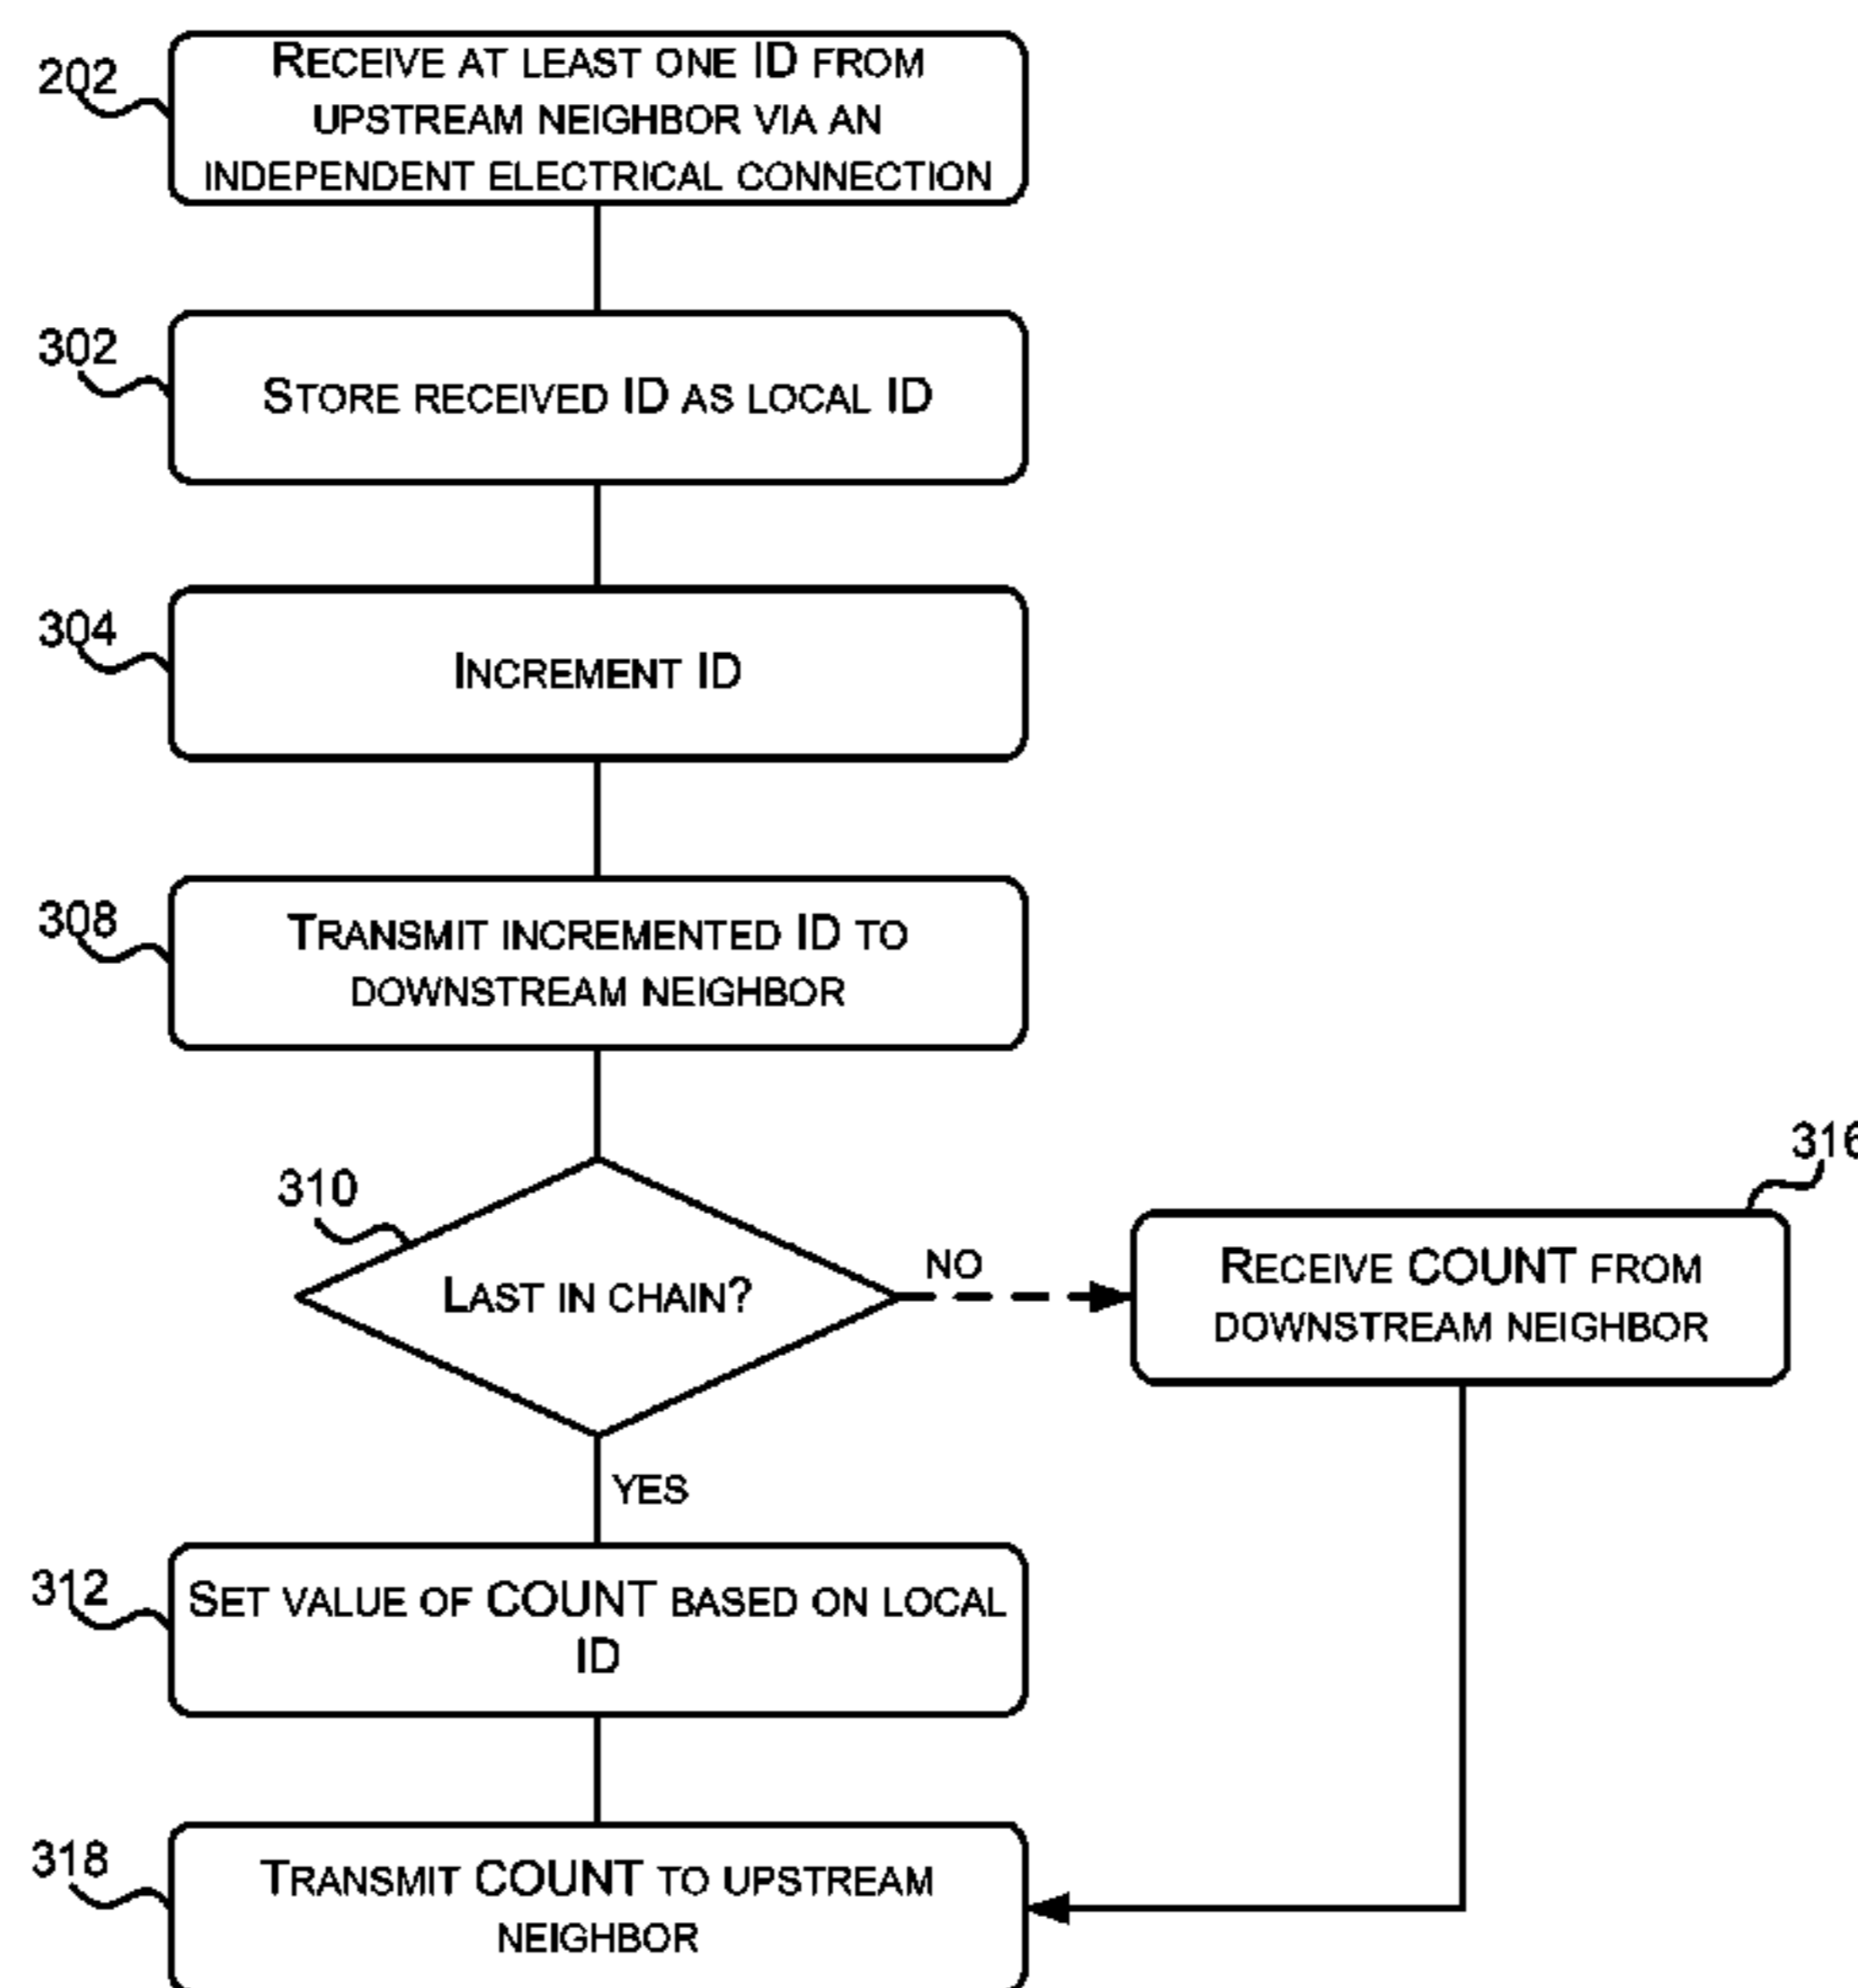 202
RECEIVE AT LEAST ONE ID FROM
UPSTREAM NEIGHBOR VIA AN
INDEPENDENT ELECTRICAL CONNECTION
302
STORE RECEIVED ID AS LOCAL ID
304
INCREMENT ID
308
TRANSMIT INCREMENTED ID TO
DOWNSTREAM NEIGHBOR
310
LAST IN CHAIN?
NO
316
RECEIVE COUNT FROM
DOWNSTREAM NEIGHBOR
YES
312
SET VALUE OF COUNT BASED ON LOCAL
ID
318
TRANSMIT COUNT TO UPSTREAM
NEIGHBOR